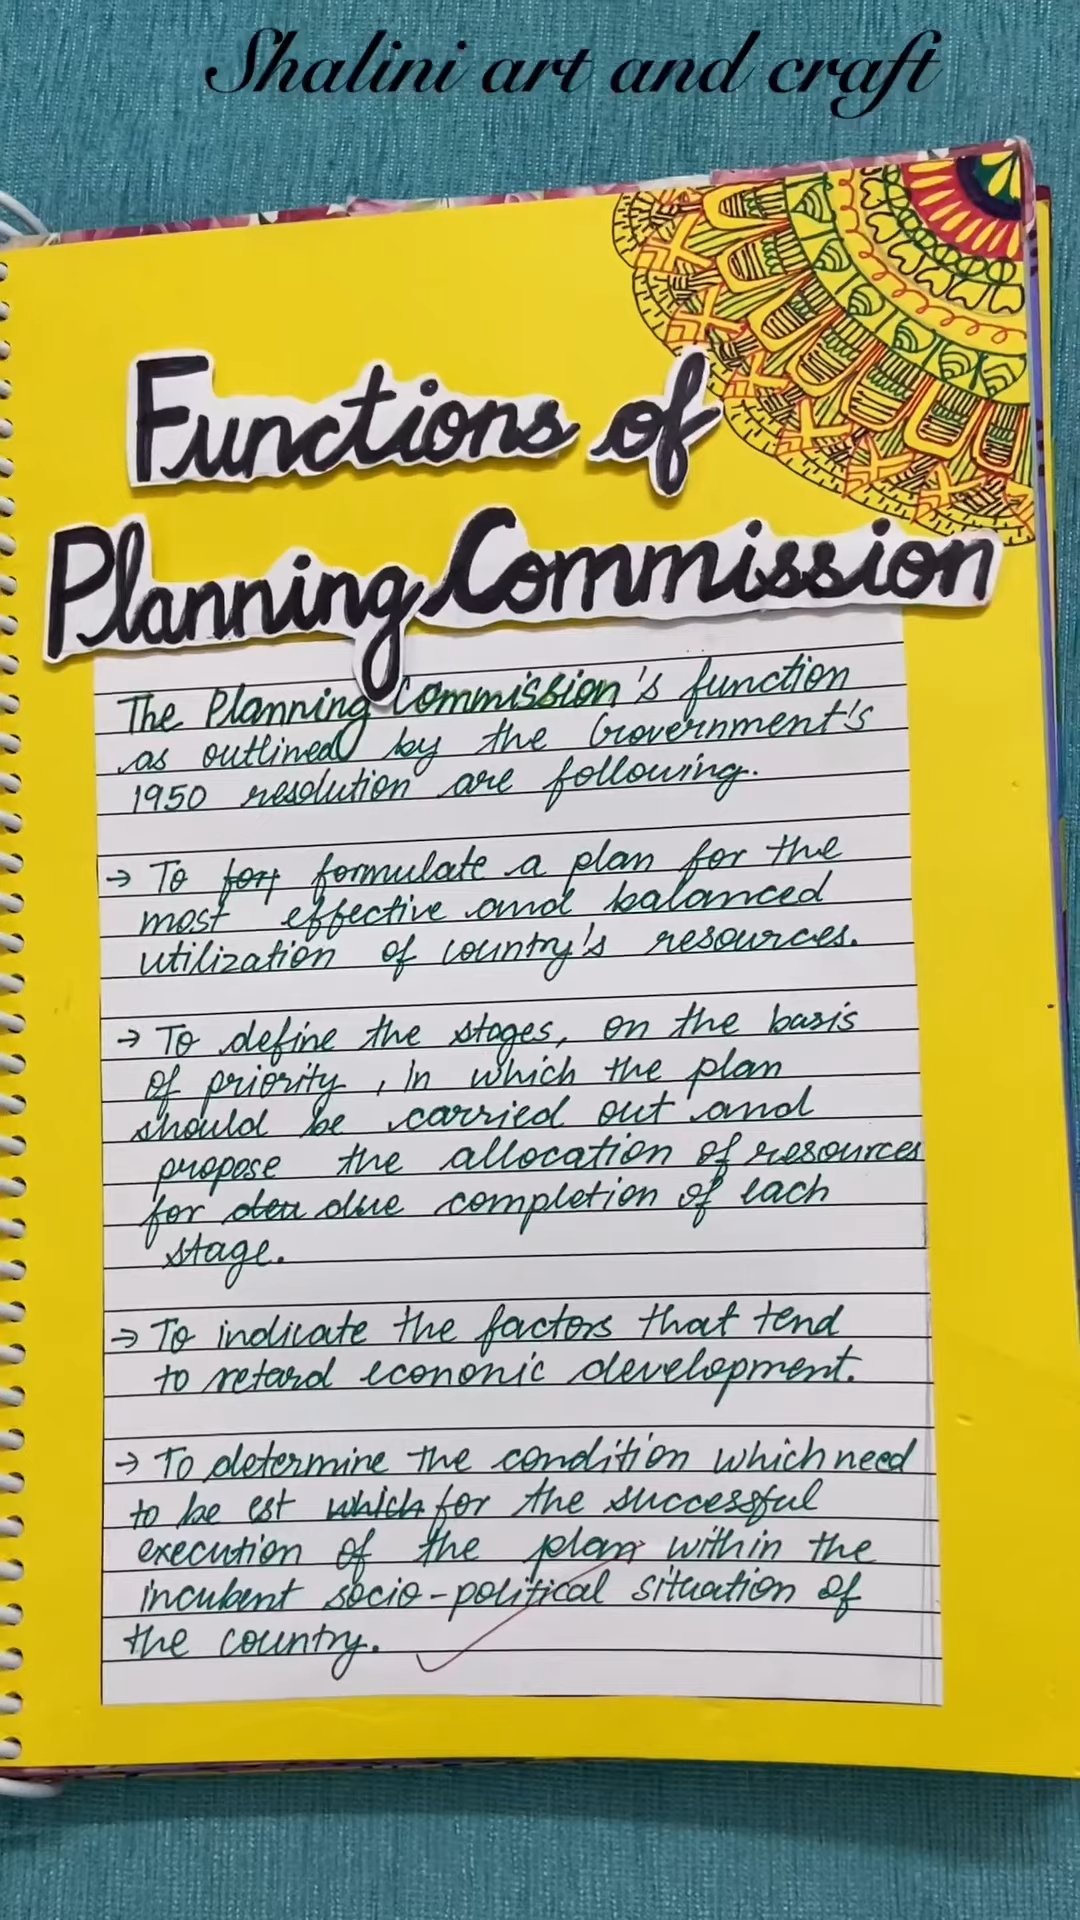 Shalini art and craft
Functions of
Planning Commission
The Planning Commission's function
as outlined by the Government's
1950 resolution are following.
→ To for formulate a plan for the
most effective and balanced
utilization of country's resources.
→ To define the stages, on the basis
of priority, in which the plan
should be carried out and
propose the allocation of resources
for deu due completion of each
stage.
→ To indicate the factors that tend
to retard econonic development.
→ To determine the condition which need
to be est which for the successful
execution of the plan within the
incubent socio-political situation of
the country.